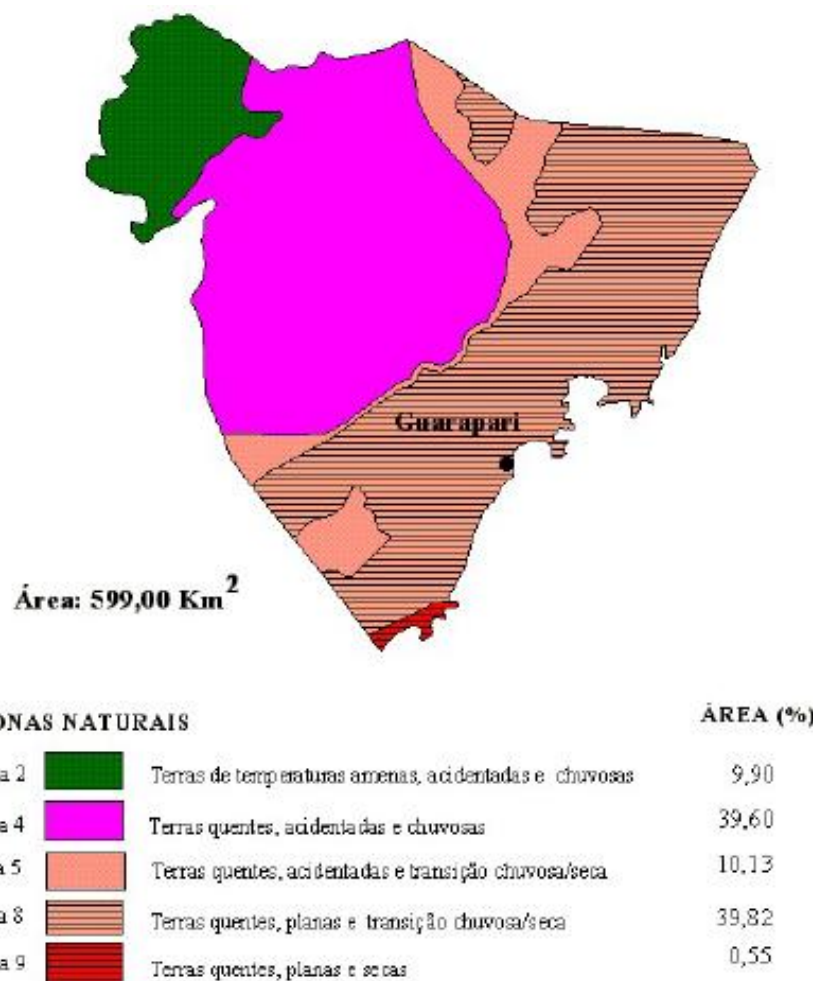 Guarapari
Área: 599,00 Km²
ONAS NATURAIS ÁREA (%)
a 2 Terras de temperaturas amenas, acidentadas e chuvosas 9,90
a 4 Terras quentes, acidentadas e chuvosas 39,60
a 5 Terras quentes, acidentadas e transição chuvosa/seca 10,13
a 8 Terras quentes, planas e transição chuvosa/seca 39,82
a 9 Terras quentes, planas e secas 0,55